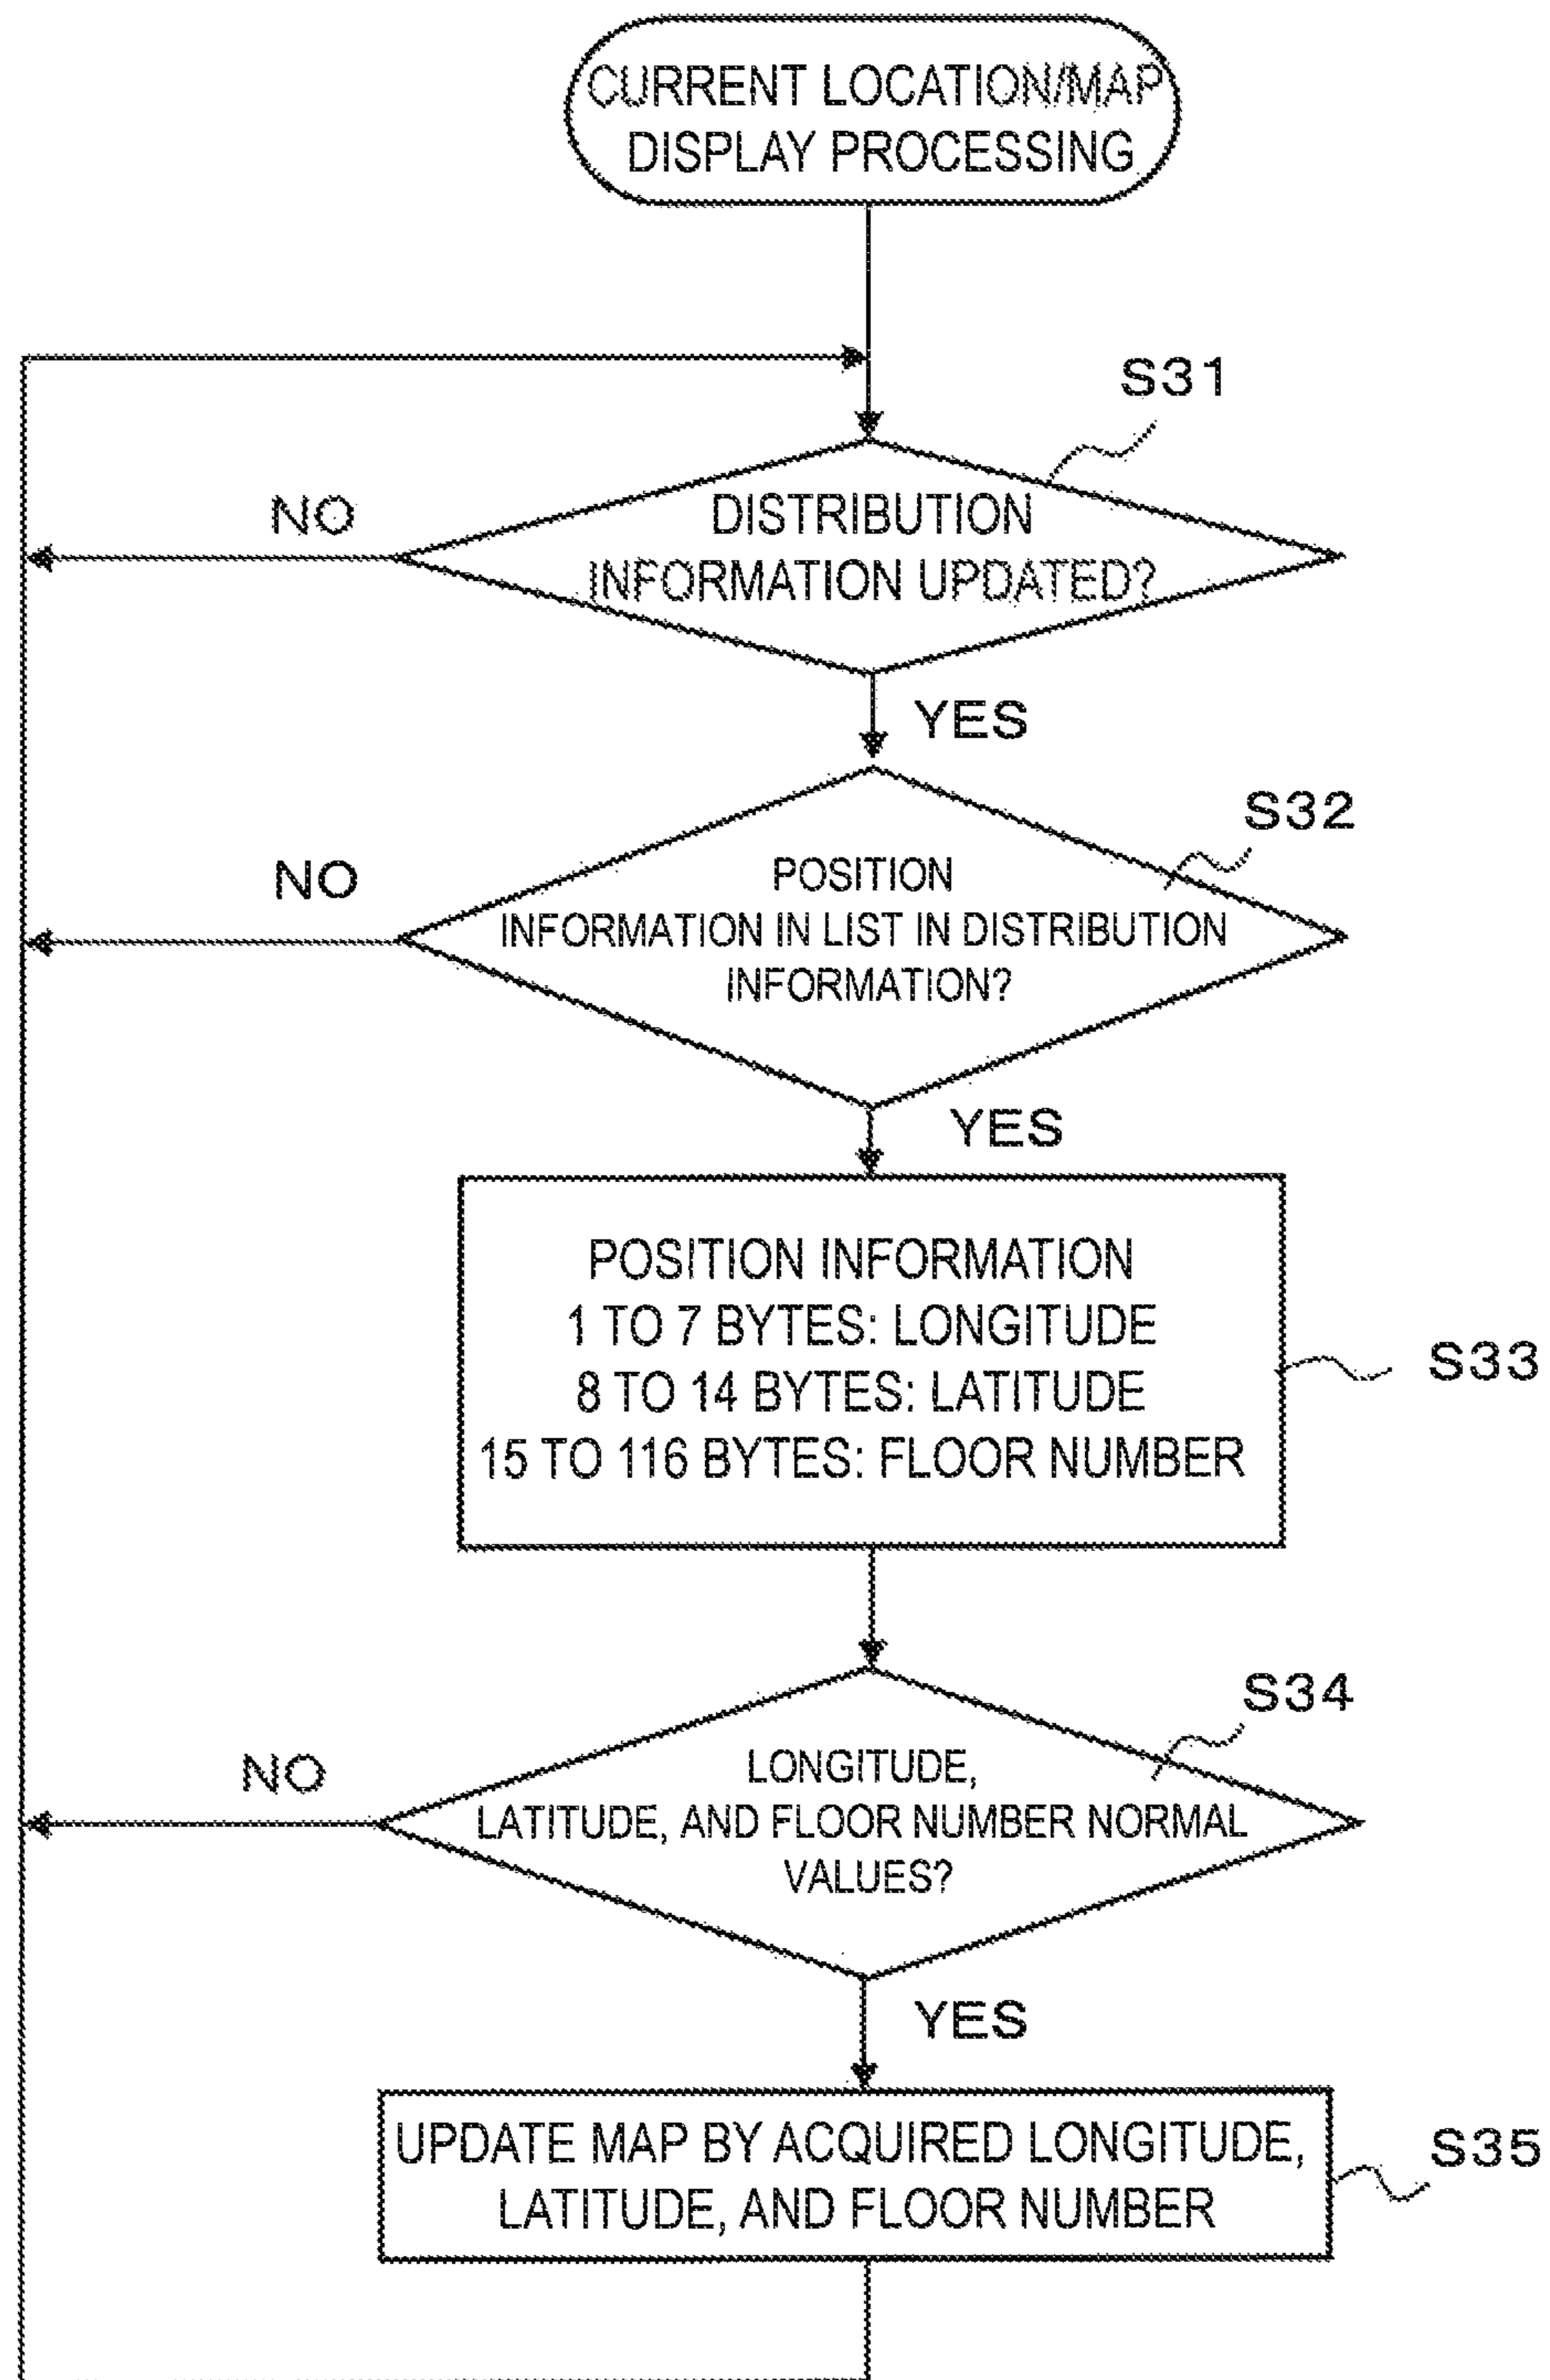 CURRENT LOCATION/MAP
DISPLAY PROCESSING
S31
DISTRIBUTION
INFORMATION UPDATED?
NO
YES
S32
POSITION
INFORMATION IN LIST IN DISTRIBUTION
INFORMATION?
NO
YES
POSITION INFORMATION
1 TO 7 BYTES: LONGITUDE
8 TO 14 BYTES: LATITUDE
15 TO 116 BYTES: FLOOR NUMBER
S33
S34
LONGITUDE,
LATITUDE, AND FLOOR NUMBER NORMAL
VALUES?
NO
YES
UPDATE MAP BY ACQUIRED LONGITUDE,
LATITUDE, AND FLOOR NUMBER
S35